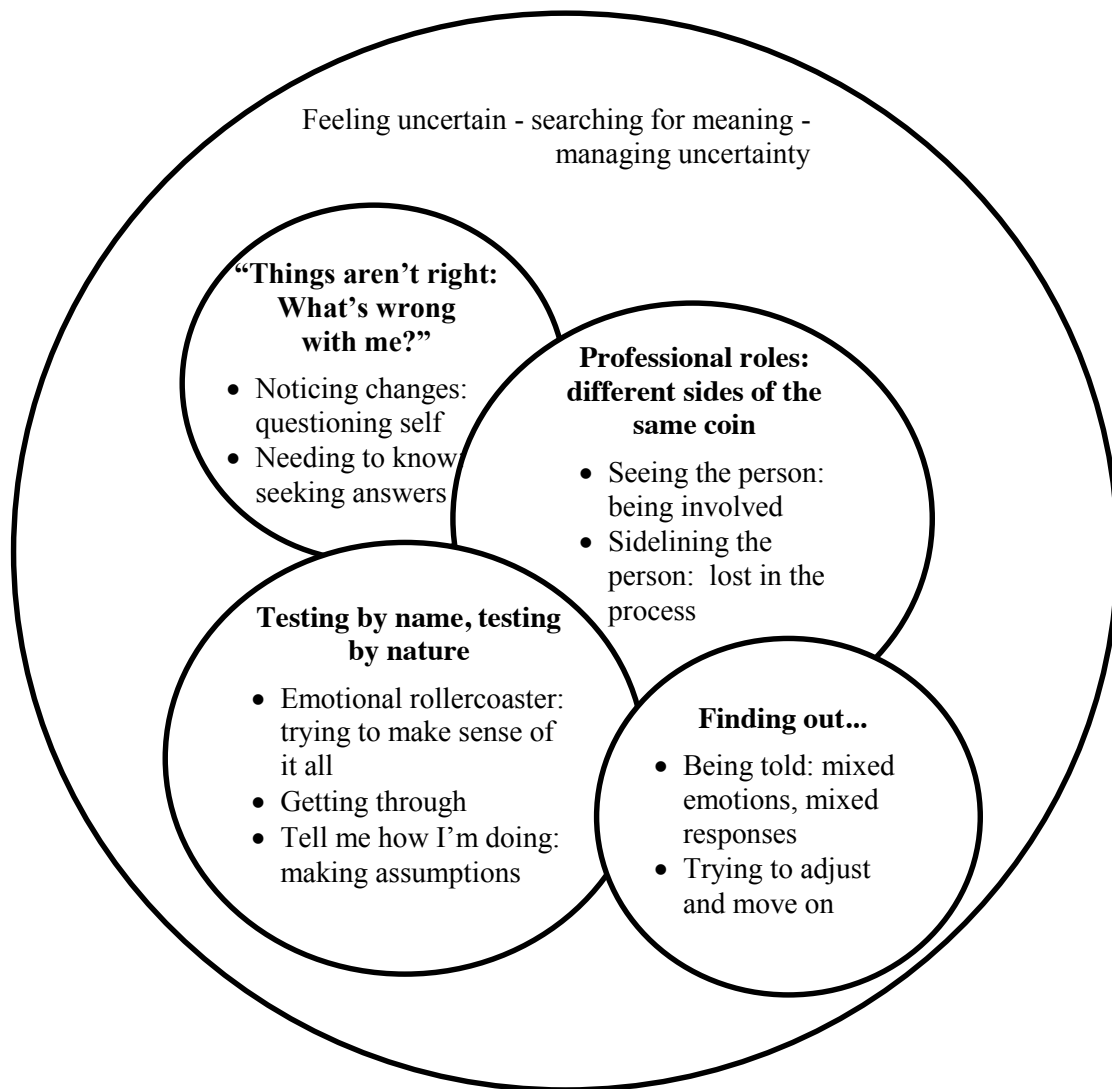 Feeling uncertain - searching for meaning -
managing uncertainty
“Things aren’t right:
What’s wrong
with me?”
• Noticing changes:
questioning self
• Needing to know:
seeking answers
Professional roles:
different sides of the
same coin
• Seeing the person:
being involved
• Sidelining the
person: lost in the
process
Testing by name, testing
by nature
• Emotional rollercoaster:
trying to make sense of
it all
• Getting through
• Tell me how I’m doing:
making assumptions
Finding out...
• Being told: mixed
emotions, mixed
responses
• Trying to adjust
and move on